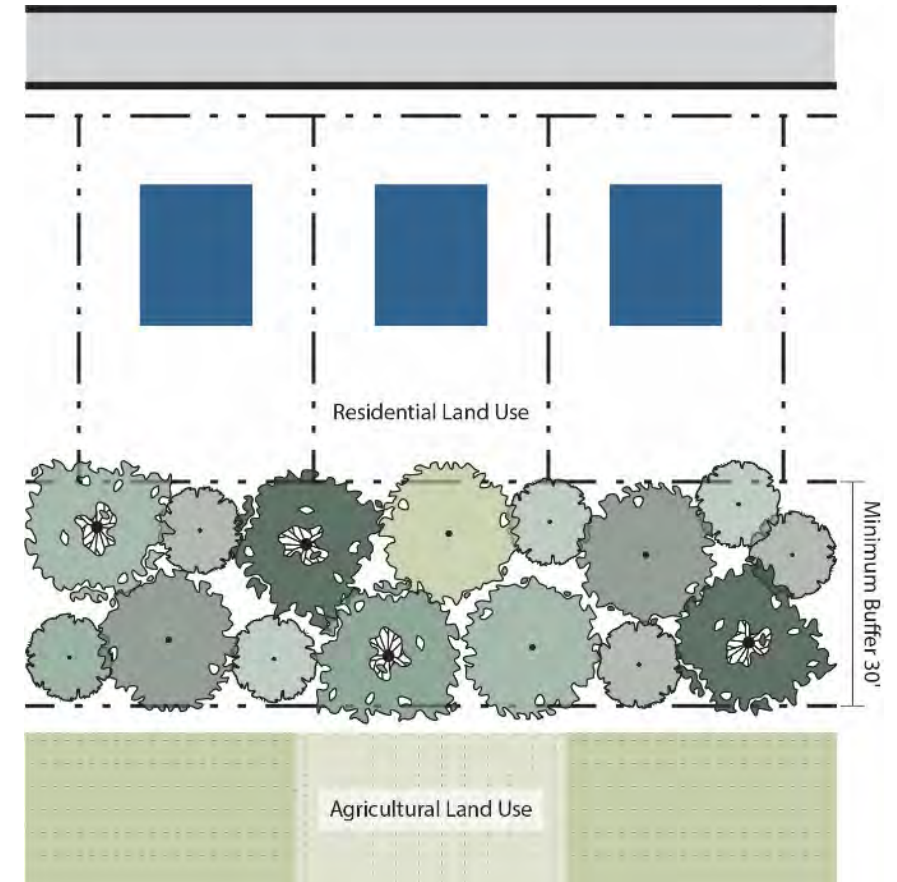 Residential Land Use
Minimum Buffer 30'
Agricultural Land Use